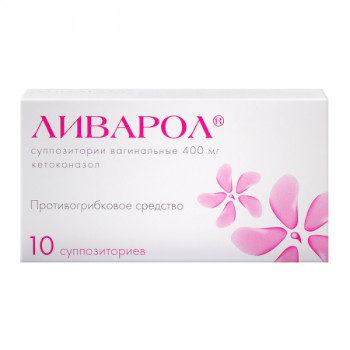 ЛИВАРОЛ®
суппозитории вагинальные 400 мг
кетоконазол
Противогрибковое средство
10 суппозиториев